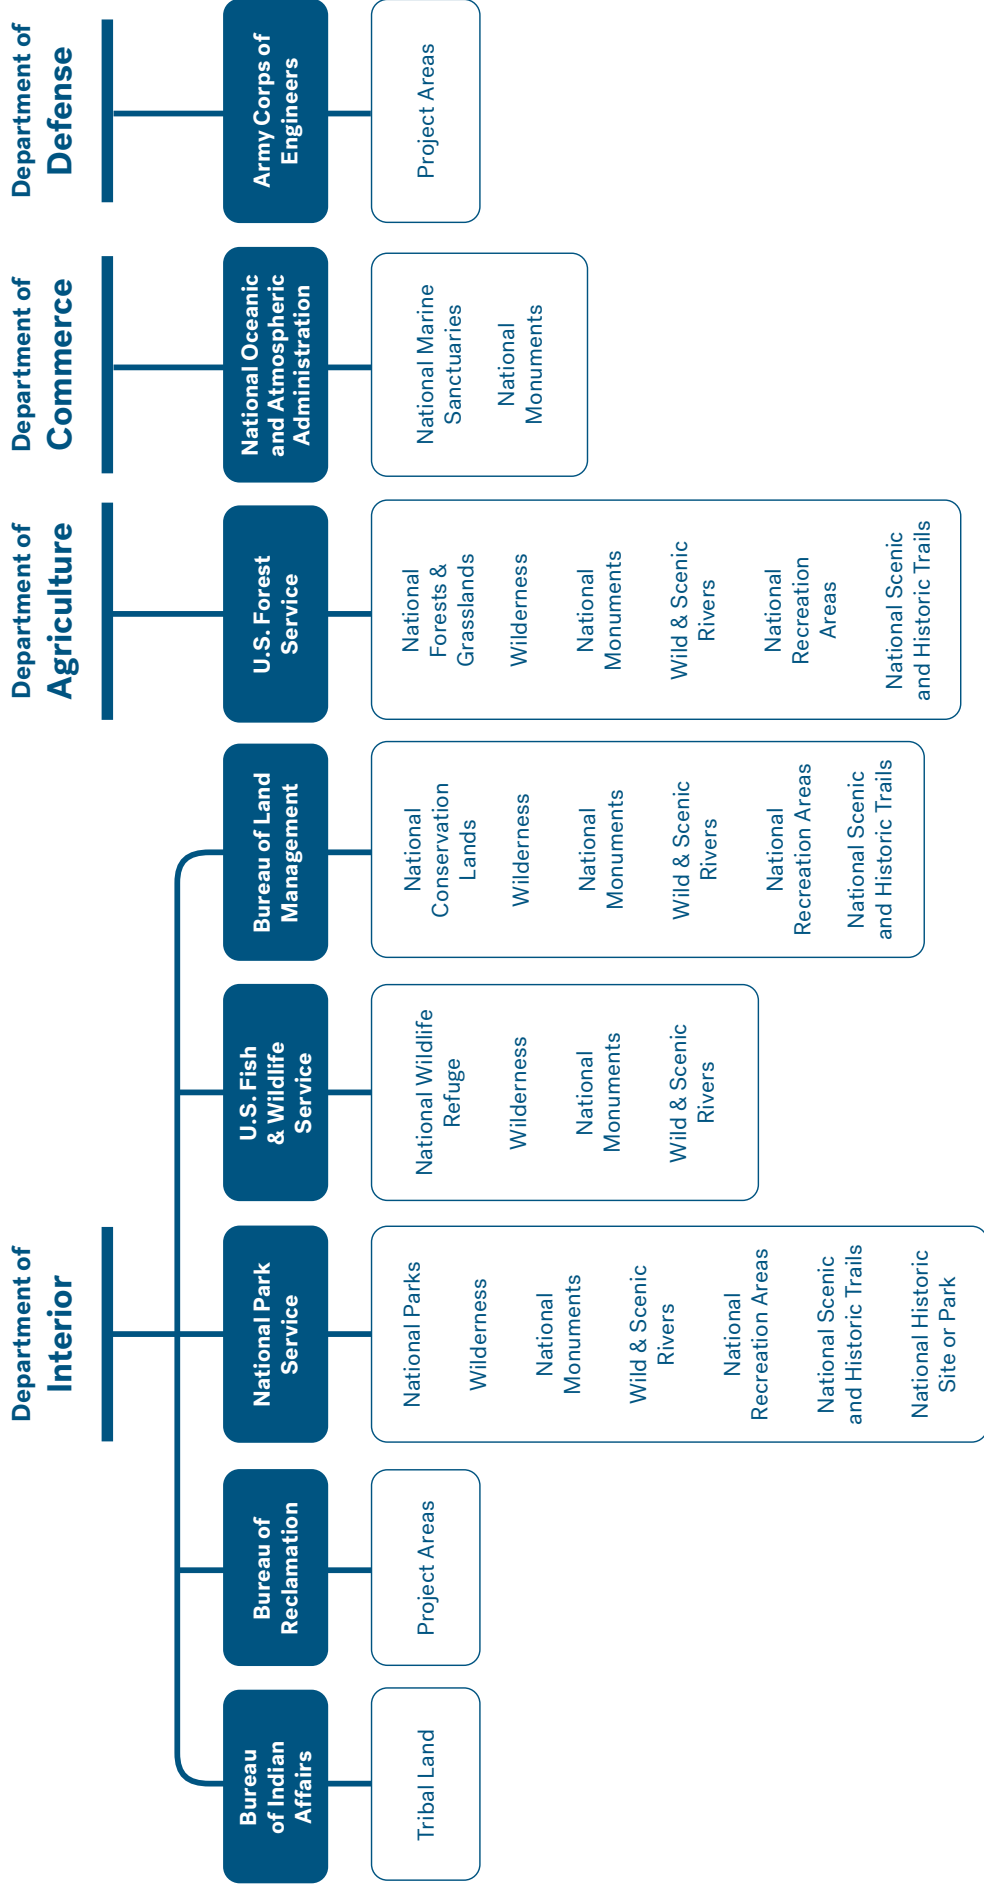 Department of
Interior
Bureau
of Indian
Affairs
Tribal Land
Bureau of
Reclamation
Project Areas
National Park
Service
National Parks
Wilderness
National
Monuments
Wild & Scenic
Rivers
National
Recreation Areas
National Scenic
and Historic Trails
National Historic
Site or Park
U.S. Fish
& Wildlife
Service
National Wildlife
Refuge
Wilderness
National
Monuments
Wild & Scenic
Rivers
Bureau of Land
Management
National
Conservation
Lands
Wilderness
National
Monuments
Wild & Scenic
Rivers
National
Recreation Areas
National Scenic
and Historic Trails
Department of
Agriculture
U.S. Forest
Service
National
Forests &
Grasslands
Wilderness
National
Monuments
Wild & Scenic
Rivers
National
Recreation
Areas
National Scenic
and Historic Trails
Department of
Commerce
National Oceanic
and Atmospheric
Administration
National Marine
Sanctuaries
National
Monuments
Department of
Defense
Army Corps of
Engineers
Project Areas